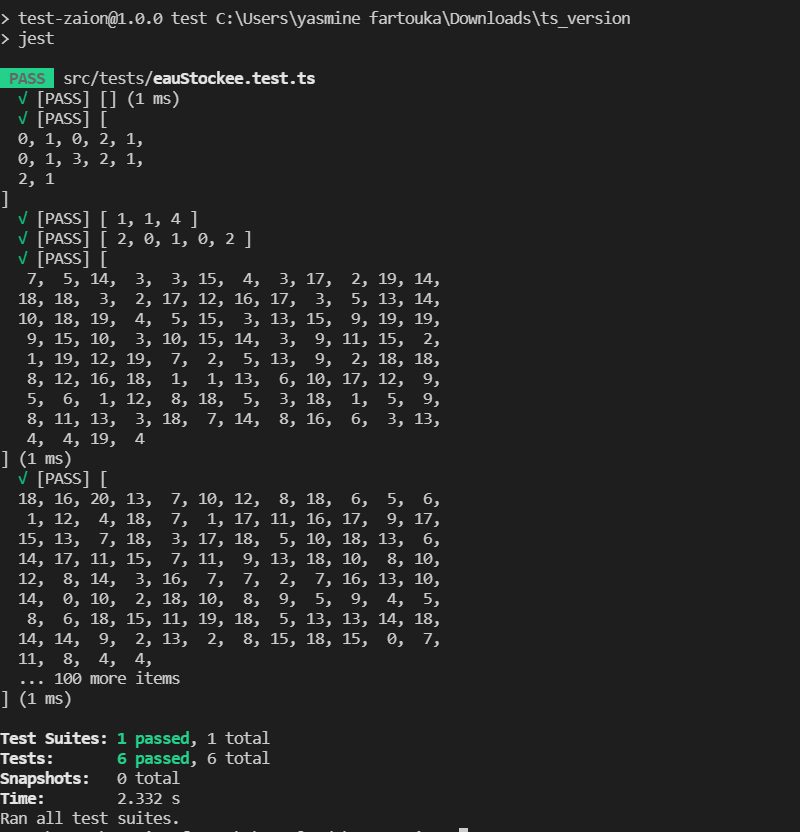 > test-zaion@1.0.0 test C:\Users\yasmine fartouka\Downloads\ts_version
> jest
PASS src/tests/eauStockee.test.ts
√ [PASS] [] (1 ms)
√ [PASS] [
0, 1, 0, 2, 1,
0, 1, 3, 2, 1,
2, 1
]
√ [PASS] [ 1, 1, 4 ]
√ [PASS] [ 2, 0, 1, 0, 2 ]
√ [PASS] [
7, 5, 14, 3, 3, 15, 4, 3, 17, 2, 19, 14,
18, 18, 3, 2, 17, 12, 16, 17, 3, 5, 13, 14,
10, 18, 19, 4, 5, 15, 3, 13, 15, 9, 19, 19,
9, 15, 10, 3, 10, 15, 14, 3, 9, 11, 15, 2,
1, 19, 12, 19, 7, 2, 5, 13, 9, 2, 18, 18,
8, 12, 16, 18, 1, 1, 13, 6, 10, 17, 12, 9,
5, 6, 1, 12, 8, 18, 5, 3, 18, 1, 5, 9,
8, 11, 13, 3, 18, 7, 14, 8, 16, 6, 3, 13,
4, 4, 19, 4
] (1 ms)
√ [PASS] [
18, 16, 20, 13, 7, 10, 12, 8, 18, 6, 5, 6,
1, 12, 4, 18, 7, 1, 17, 11, 16, 17, 9, 17,
15, 13, 7, 18, 3, 17, 18, 5, 10, 18, 13, 6,
14, 17, 11, 15, 7, 11, 9, 13, 18, 10, 8, 10,
12, 8, 14, 3, 16, 7, 7, 2, 7, 16, 13, 10,
14, 0, 10, 2, 18, 10, 8, 9, 5, 9, 4, 5,
8, 6, 18, 15, 11, 19, 18, 5, 13, 13, 14, 18,
14, 14, 9, 2, 13, 2, 8, 15, 18, 15, 0, 7,
11, 8, 4, 4,
... 100 more items
] (1 ms)
Test Suites: 1 passed, 1 total
Tests: 6 passed, 6 total
Snapshots: 0 total
Time: 2.332 s
Ran all test suites.